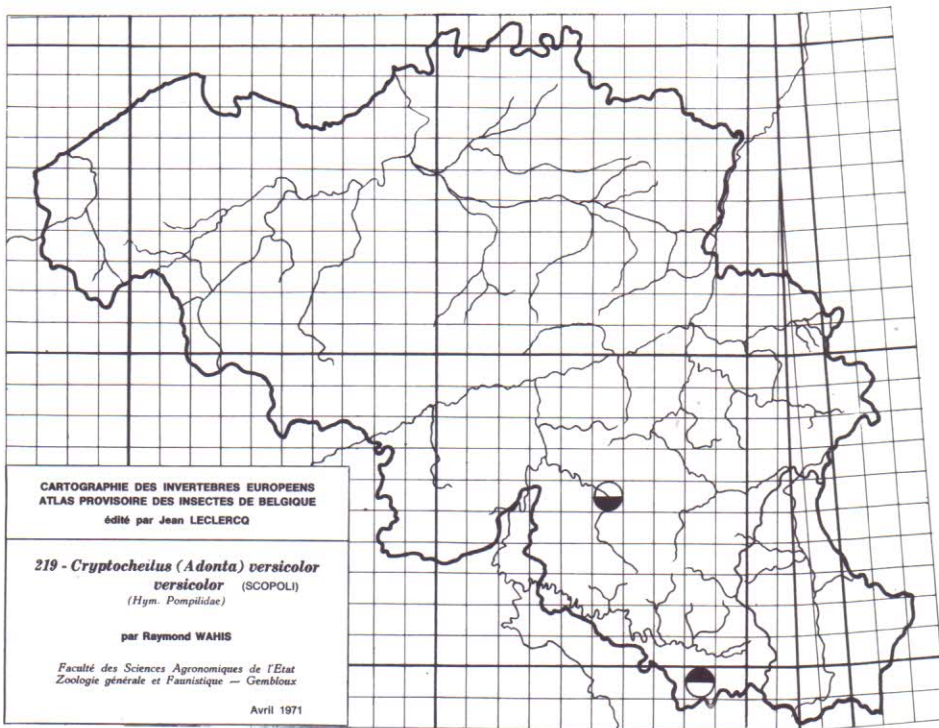 CARTOGRAPHIE DES INVERTEBRES EUROPEENS
ATLAS PROVISOIRE DES INSECTES DE BELGIQUE
édité par Jean LECLERCQ
219 - Cryptocheilus (Adonta) versicolor
versicolor (SCOPOLI)
(Hym. Pompilidae)
par Raymond WAHIS
Faculté des Sciences Agronomiques de l'Etat
Zoologie générale et Faunistique — Gembloux
Avril 1971